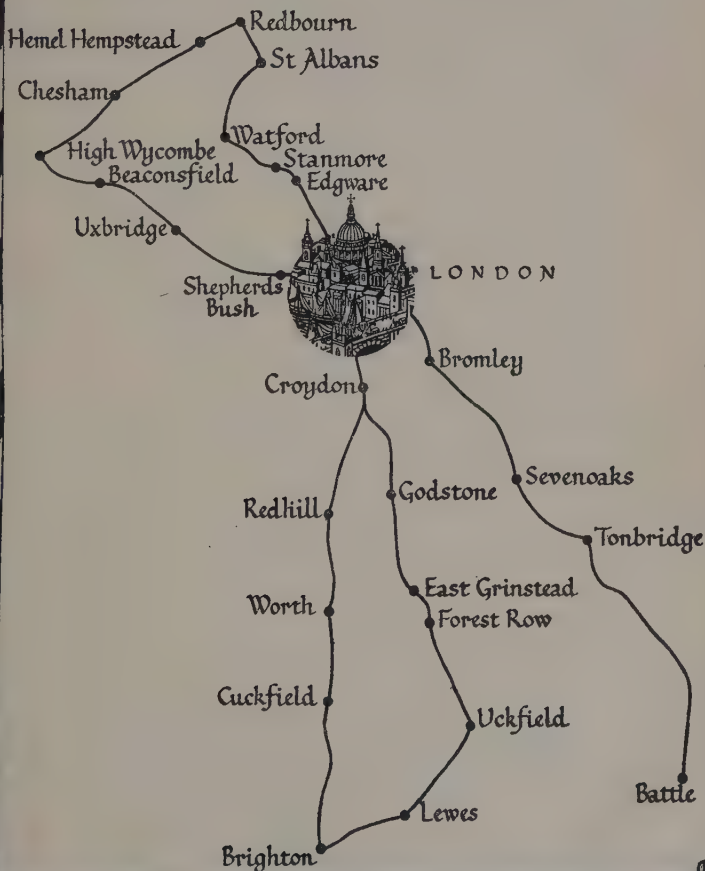 Redbourn
Hemel Hempstead
St Albans
Chesham
Watford
High Wycombe
Stanmore
Beaconsfield
Edgware
Uxbridge
LONDON
Shepherds
Bush
Bromley
Croydon
Sevenoaks
Godstone
Redhill
Tonbridge
East Grinstead
Worth
Forest Row
Cuckfield
Uckfield
Battle
Lewes
Brighton